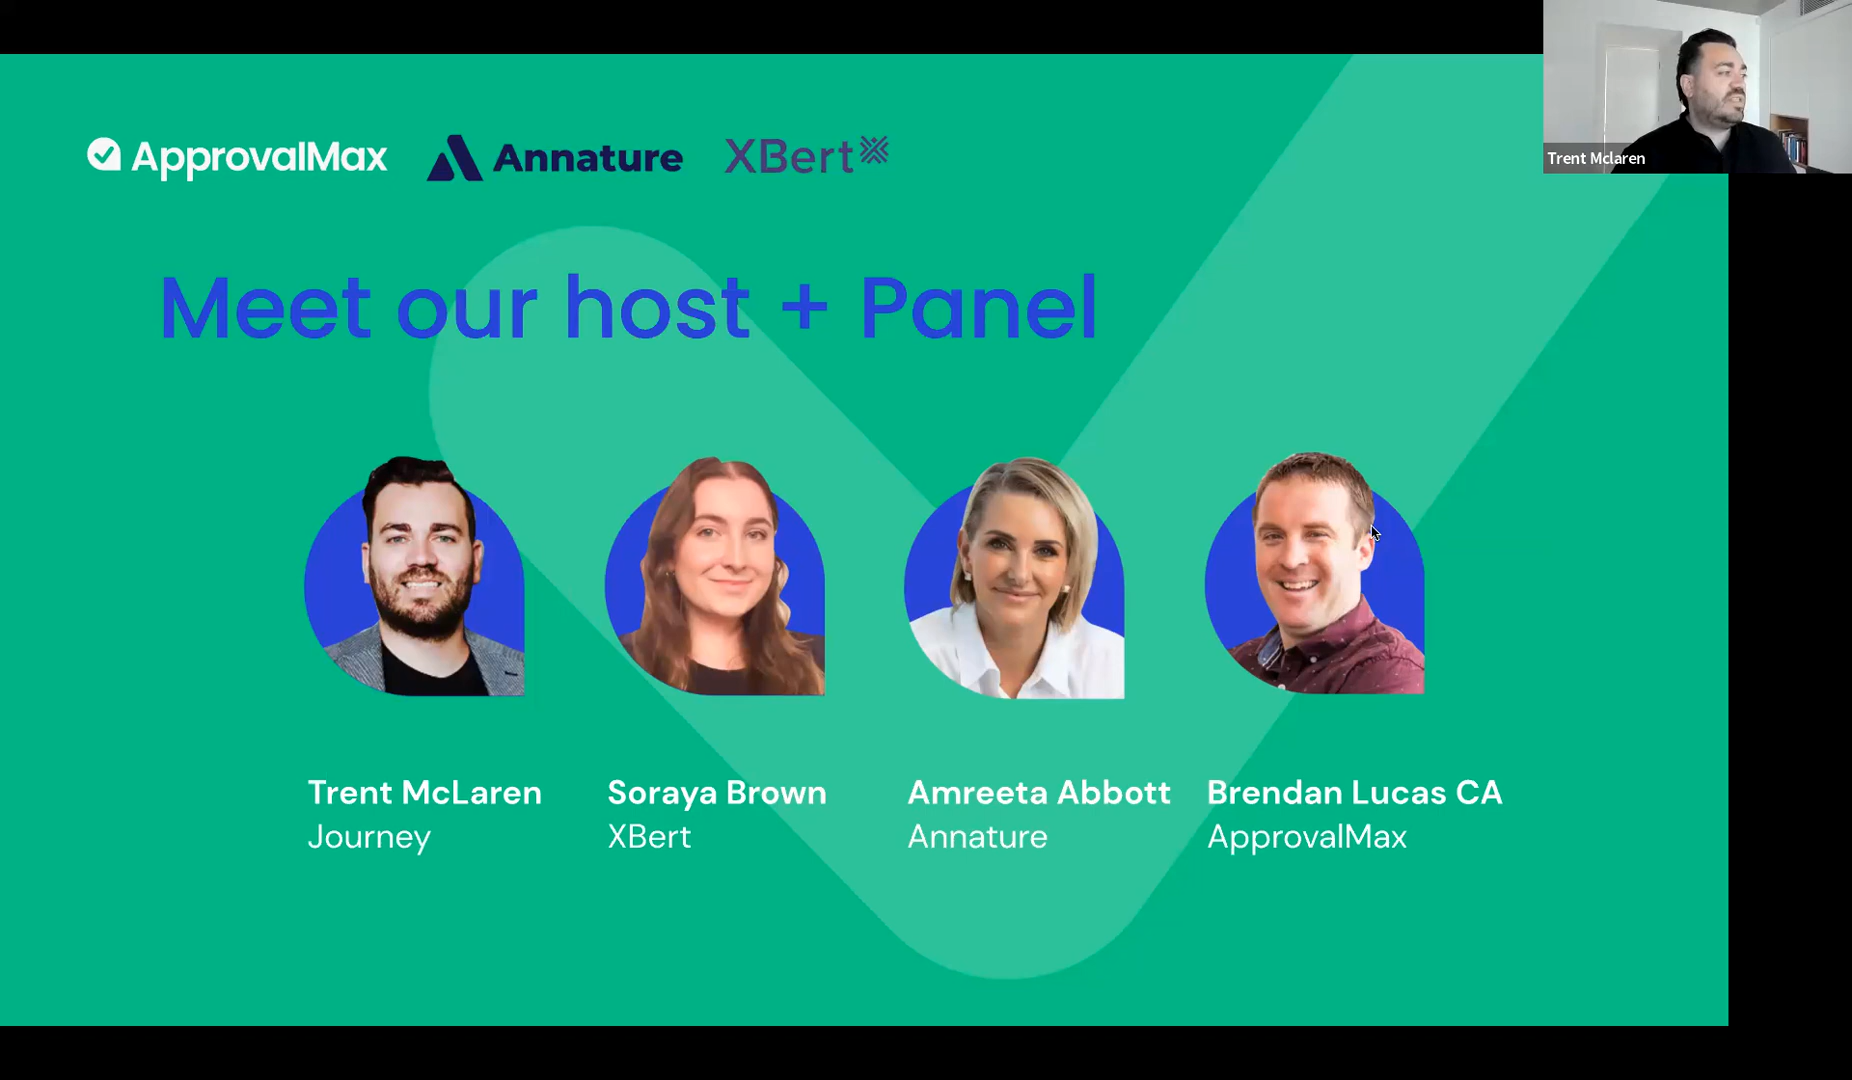 ApprovalMax Annature XBert
Trent Mclaren
Meet our host + Panel
Trent McLaren
Journey
Soraya Brown
XBert
Amreeta Abbott
Annature
Brendan Lucas CA
ApprovalMax